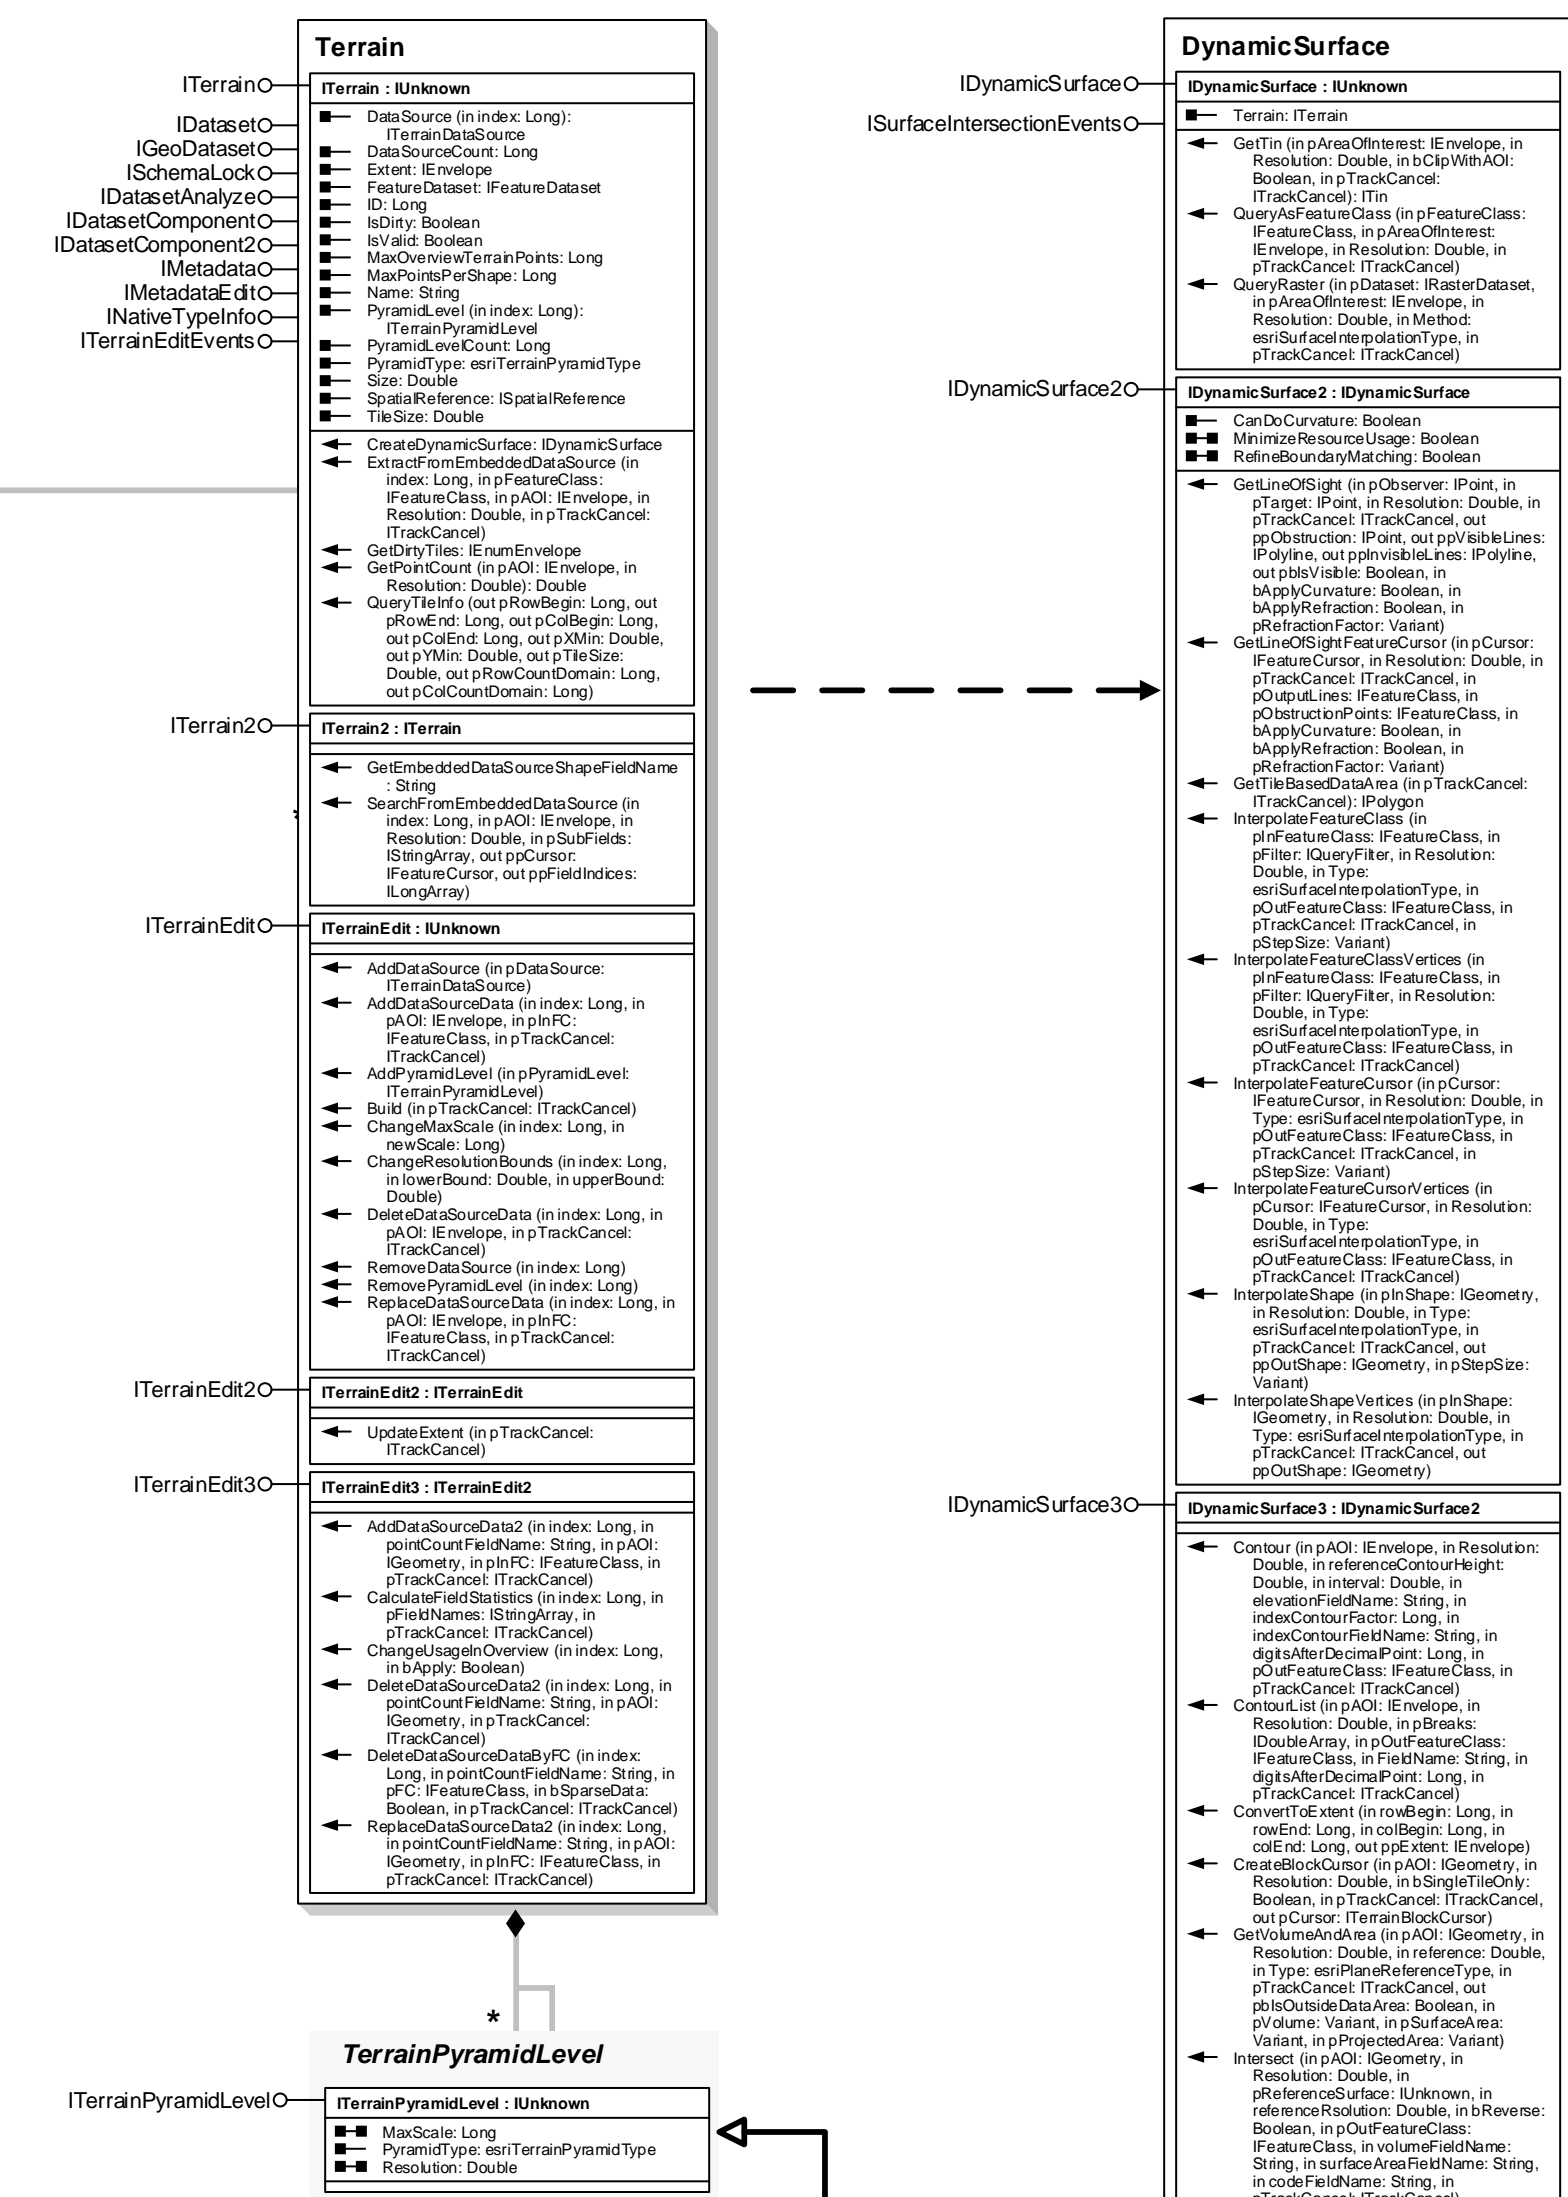 Terrain
ITerrain
IDataset
IGeoDataset
ISchemaLock
IDatasetAnalyze
IDatasetComponent
IDatasetComponent2
IMetadata
IMetadataEdit
INativeTypeInfo
ITerrainEditEvents
ITerrain : IUnknown
DataSource (in index: Long):
ITerrainDataSource
DataSourceCount: Long
Extent: IEnvelope
FeatureDataset: IFeatureDataset
ID: Long
IsDirty: Boolean
IsValid: Boolean
MaxOverviewTerrainPoints: Long
MaxPointsPerShape: Long
Name: String
PyramidLevel (in index: Long):
ITerrainPyramidLevel
PyramidLevelCount: Long
PyramidType: esriTerrainPyramidType
Size: Double
SpatialReference: ISpatialReference
TileSize: Double
CreateDynamicSurface: IDynamicSurface
ExtractFromEmbeddedDataSource (in
index: Long, in pFeatureClass:
IFeatureClass, in pAOI: IEnvelope, in
Resolution: Double, in pTrackCancel:
ITrackCancel)
GetDirtyTiles: IEnumEnvelope
GetPointCount (in pAOI: IEnvelope, in
Resolution: Double): Double
QueryTileInfo (out pRowBegin: Long, out
pRowEnd: Long, out pColBegin: Long,
out pColEnd: Long, out pXMin: Double,
out pYMin: Double, out pTileSize:
Double, out pRowCountDomain: Long,
out pColCountDomain: Long)
ITerrain2
ITerrain2 : ITerrain
GetEmbeddedDataSourceShapeFieldName
: String
SearchFromEmbeddedDataSource (in
index: Long, in pAOI: IEnvelope, in
Resolution: Double, in pSubFields:
IStringArray, out ppCursor:
IFeatureCursor, out ppFieldIndices:
ILongArray)
*
ITerrainEdit
ITerrainEdit : IUnknown
AddDataSource (in pDataSource:
ITerrainDataSource)
AddDataSourceData (in index: Long, in
pAOI: IEnvelope, in pInFC:
IFeatureClass, in pTrackCancel:
ITrackCancel)
AddPyramidLevel (in pPyramidLevel:
ITerrainPyramidLevel)
Build (in pTrackCancel: ITrackCancel)
ChangeMaxScale (in index: Long, in
newScale: Long)
ChangeResolutionBounds (in index: Long,
in lowerBound: Double, in upperBound:
Double)
DeleteDataSourceData (in index: Long, in
pAOI: IEnvelope, in pTrackCancel:
ITrackCancel)
RemoveDataSource (in index: Long)
RemovePyramidLevel (in index: Long)
ReplaceDataSourceData (in index: Long, in
pAOI: IEnvelope, in pInFC:
IFeatureClass, in pTrackCancel:
ITrackCancel)
ITerrainEdit2
ITerrainEdit2 : ITerrainEdit
UpdateExtent (in pTrackCancel:
ITrackCancel)
ITerrainEdit3
ITerrainEdit3 : ITerrainEdit2
AddDataSourceData2 (in index: Long, in
pointCountFieldName: String, in pAOI:
IGeometry, in pInFC: IFeatureClass, in
pTrackCancel: ITrackCancel)
CalculateFieldStatistics (in index: Long, in
pFieldNames: IStringArray, in
pTrackCancel: ITrackCancel)
ChangeUsageInOverview (in index: Long,
in bApply: Boolean)
DeleteDataSourceData2 (in index: Long, in
pointCountFieldName: String, in pAOI:
IGeometry, in pTrackCancel:
ITrackCancel)
DeleteDataSourceDataByFC (in index:
Long, in pointCountFieldName: String, in
pFC: IFeatureClass, in bSparseData:
Boolean, in pTrackCancel: ITrackCancel)
ReplaceDataSourceData2 (in index: Long,
in pointCountFieldName: String, in pAOI:
IGeometry, in pInFC: IFeatureClass, in
pTrackCancel: ITrackCancel)
*
TerrainPyramidLevel
ITerrainPyramidLevel
ITerrainPyramidLevel : IUnknown
MaxScale: Long
PyramidType: esriTerrainPyramidType
Resolution: Double
DynamicSurface
IDynamicSurface
ISurfaceIntersectionEvents
IDynamicSurface : IUnknown
Terrain: ITerrain
GetTin (in pAreaOfInterest: IEnvelope, in
Resolution: Double, in bClipWithAOI:
Boolean, in pTrackCancel:
ITrackCancel): ITin
QueryAsFeatureClass (in pFeatureClass:
IFeatureClass, in pAreaOfInterest:
IEnvelope, in Resolution: Double, in
pTrackCancel: ITrackCancel)
QueryRaster (in pDataset: IRasterDataset,
in pAreaOfInterest: IEnvelope, in
Resolution: Double, in Method:
esriSurfaceInterpolationType, in
pTrackCancel: ITrackCancel)
IDynamicSurface2
IDynamicSurface2 : IDynamicSurface
CanDoCurvature: Boolean
MinimizeResourceUsage: Boolean
RefineBoundaryMatching: Boolean
GetLineOfSight (in pObserver: IPoint, in
pTarget: IPoint, in Resolution: Double, in
pTrackCancel: ITrackCancel, out
ppObstruction: IPoint, out ppVisibleLines:
IPolyline, out ppInvisibleLines: IPolyline,
out pbIsVisible: Boolean, in
bApplyCurvature: Boolean, in
bApplyRefraction: Boolean, in
pRefractionFactor: Variant)
GetLineOfSightFeatureCursor (in pCursor:
IFeatureCursor, in Resolution: Double, in
pTrackCancel: ITrackCancel, in
pOutputLines: IFeatureClass, in
pObstructionPoints: IFeatureClass, in
bApplyCurvature: Boolean, in
bApplyRefraction: Boolean, in
pRefractionFactor: Variant)
GetTileBasedDataArea (in pTrackCancel:
ITrackCancel): IPolygon
InterpolateFeatureClass (in
pInFeatureClass: IFeatureClass, in
pFilter: IQueryFilter, in Resolution:
Double, in Type:
esriSurfaceInterpolationType, in
pOutFeatureClass: IFeatureClass, in
pTrackCancel: ITrackCancel, in
pStepSize: Variant)
InterpolateFeatureClassVertices (in
pInFeatureClass: IFeatureClass, in
pFilter: IQueryFilter, in Resolution:
Double, in Type:
esriSurfaceInterpolationType, in
pOutFeatureClass: IFeatureClass, in
pTrackCancel: ITrackCancel)
InterpolateFeatureCursor (in pCursor:
IFeatureCursor, in Resolution: Double, in
Type: esriSurfaceInterpolationType, in
pOutFeatureClass: IFeatureClass, in
pTrackCancel: ITrackCancel, in
pStepSize: Variant)
InterpolateFeatureCursorVertices (in
pCursor: IFeatureCursor, in Resolution:
Double, in Type:
esriSurfaceInterpolationType, in
pOutFeatureClass: IFeatureClass, in
pTrackCancel: ITrackCancel)
InterpolateShape (in pInShape: IGeometry,
in Resolution: Double, in Type:
esriSurfaceInterpolationType, in
pTrackCancel: ITrackCancel, out
ppOutShape: IGeometry, in pStepSize:
Variant)
InterpolateShapeVertices (in pInShape:
IGeometry, in Resolution: Double, in
Type: esriSurfaceInterpolationType, in
pTrackCancel: ITrackCancel, out
ppOutShape: IGeometry)
IDynamicSurface3
IDynamicSurface3 : IDynamicSurface2
Contour (in pAOI: IEnvelope, in Resolution:
Double, in referenceContourHeight:
Double, in interval: Double, in
elevationFieldName: String, in
indexContourFactor: Long, in
indexContourFieldName: String, in
digitsAfterDecimalPoint: Long, in
pOutFeatureClass: IFeatureClass, in
pTrackCancel: ITrackCancel)
ContourList (in pAOI: IEnvelope, in
Resolution: Double, in pBreaks:
IDoubleArray, in pOutFeatureClass:
IFeatureClass, in FieldName: String, in
digitsAfterDecimalPoint: Long, in
pTrackCancel: ITrackCancel)
ConvertToExtent (in rowBegin: Long, in
rowEnd: Long, in colBegin: Long, in
colEnd: Long, out ppExtent: IEnvelope)
CreateBlockCursor (in pAOI: IGeometry, in
Resolution: Double, in bSingleTileOnly:
Boolean, in pTrackCancel: ITrackCancel,
out pCursor: ITerrainBlockCursor)
GetVolumeAndArea (in pAOI: IGeometry, in
Resolution: Double, in reference: Double,
in Type: esriPlaneReferenceType, in
pTrackCancel: ITrackCancel, out
pbIsOutsideDataArea: Boolean, in
pVolume: Variant, in pSurfaceArea:
Variant, in pProjectedArea: Variant)
Intersect (in pAOI: IGeometry, in
Resolution: Double, in
pReferenceSurface: IUnknown, in
referenceRsolution: Double, in bReverse:
Boolean, in pOutFeatureClass:
IFeatureClass, in volumeFieldName:
String, in surfaceAreaFieldName: String,
in codeFieldName: String, in
pTrackCancel: ITrackCancel)